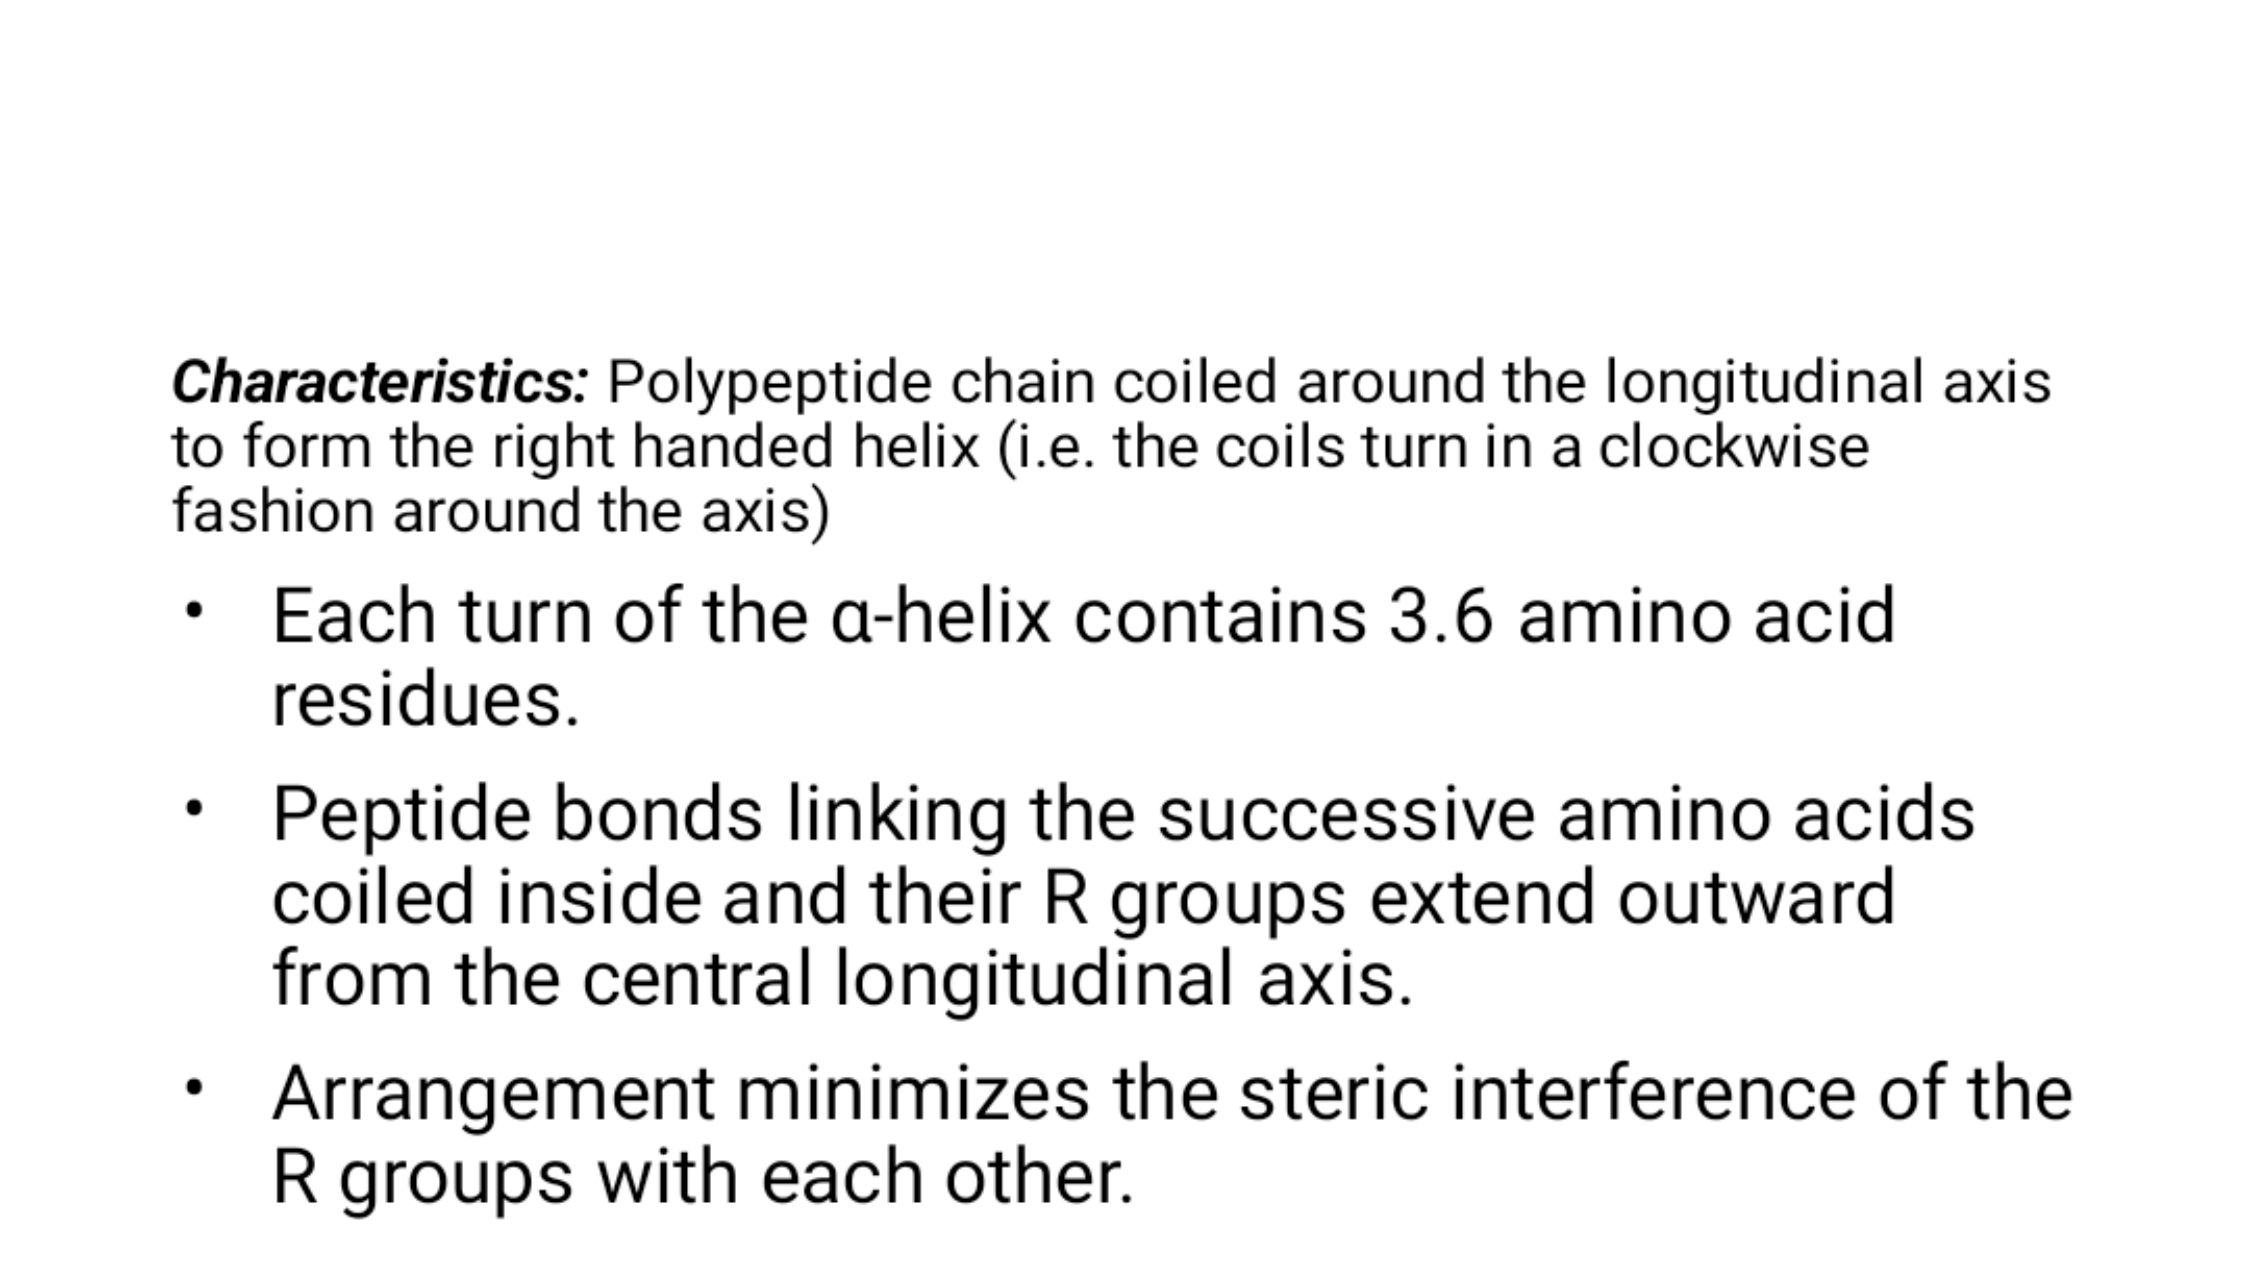 Characteristics: Polypeptide chain coiled around the longitudinal axis
to form the right handed helix (i.e. the coils turn in a clockwise
fashion around the axis)
• Each turn of the α-helix contains 3.6 amino acid
residues.
• Peptide bonds linking the successive amino acids
coiled inside and their R groups extend outward
from the central longitudinal axis.
• Arrangement minimizes the steric interference of the
R groups with each other.